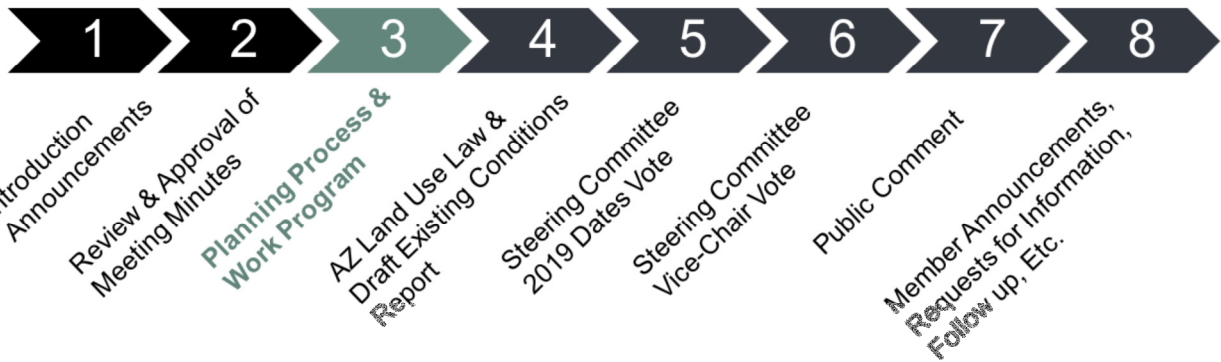 1 2 3 4 5 6 7 8
Introduction
Announcements
Review & Approval of
Meeting Minutes
Planning Process &
Work Program
AZ Land Use Law &
Draft Existing Conditions
Report
Steering Committee
2019 Dates Vote
Steering Committee
Vice-Chair Vote
Public Comment
Member Announcements,
Requests for Information,
Follow up, Etc.